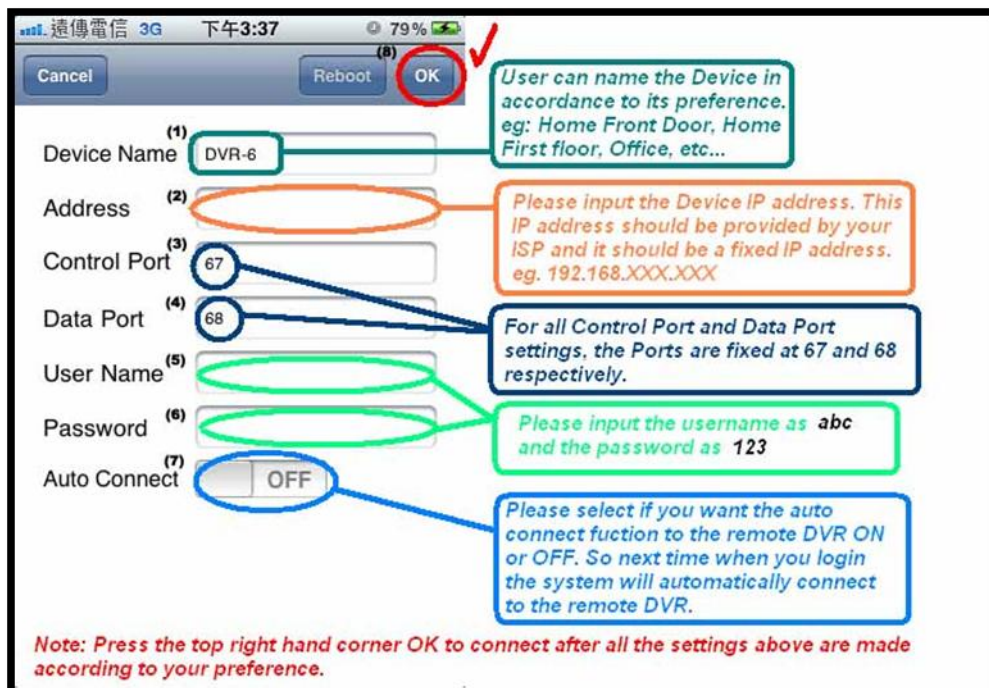 遠傳電信 3G 下午3:37 79%
Cancel Reboot (8) OK
(1)
Device Name DVR-6
(2)
Address
(3)
Control Port 67
(4)
Data Port 68
(5)
User Name
(6)
Password
(7)
Auto Connect OFF
User can name the Device in
accordance to its preference.
eg: Home Front Door, Home
First floor, Office, etc...
Please input the Device IP address. This
IP address should be provided by your
ISP and it should be a fixed IP address.
eg. 192.168.XXX.XXX
For all Control Port and Data Port
settings, the Ports are fixed at 67 and 68
respectively.
Please input the username as abc
and the password as 123
Please select if you want the auto
connect fuction to the remote DVR ON
or OFF. So next time when you login
the system will automatically connect
to the remote DVR.
Note: Press the top right hand corner OK to connect after all the settings above are made
according to your preference.